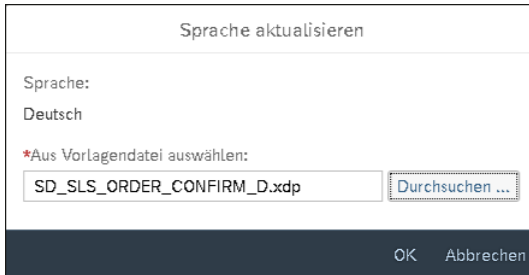 Sprache aktualisieren
Sprache:
Deutsch
*Aus Vorlagendatei auswählen:
SD_SLS_ORDER_CONFIRM_D.xdp Durchsuchen ...
OK Abbrechen